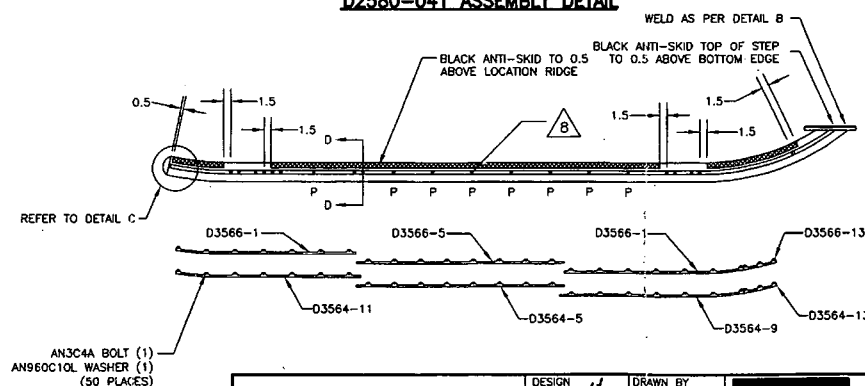 D2580-041 ASSEMBLY DETAIL
WELD AS PER DETAIL B
BLACK ANTI-SKID TO 0.5
ABOVE LOCATION RIDGE
BLACK ANTI-SKID TOP OF STEP
TO 0.5 ABOVE BOTTOM EDGE
0.5
1.5
1.5
D
8
1.5
1.5
1.5
D
P P P P P P P P
REFER TO DETAIL C
D3566-1
D3566-5
D3566-1
D3566-13
D3564-11
D3564-5
D3564-9
D3564-13
AN3C4A BOLT (1)
AN960C10L WASHER (1)
(50 PLACES)
DESIGN
DRAWN BY